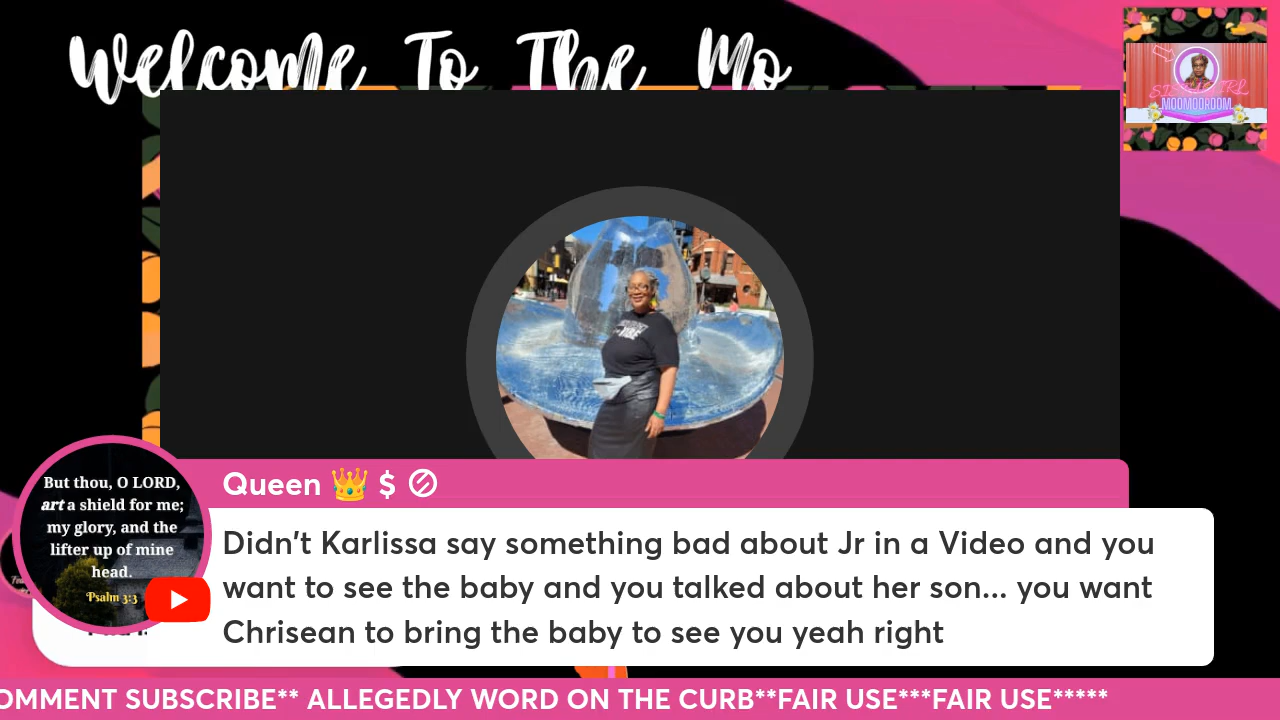 Welcome To The Mo
MOOMOOROOM
Queen 👑 $
But thou, O LORD,
art a shield for me;
my glory, and the
lifter up of mine
head.
Psalm 3:3
Didn't Karlissa say something bad about Jr in a Video and you
want to see the baby and you talked about her son... you want
Chrisean to bring the baby to see you yeah right
OMMENT SUBSCRIBE** ALLEGEDLY WORD ON THE CURB**FAIR USE***FAIR USE*****